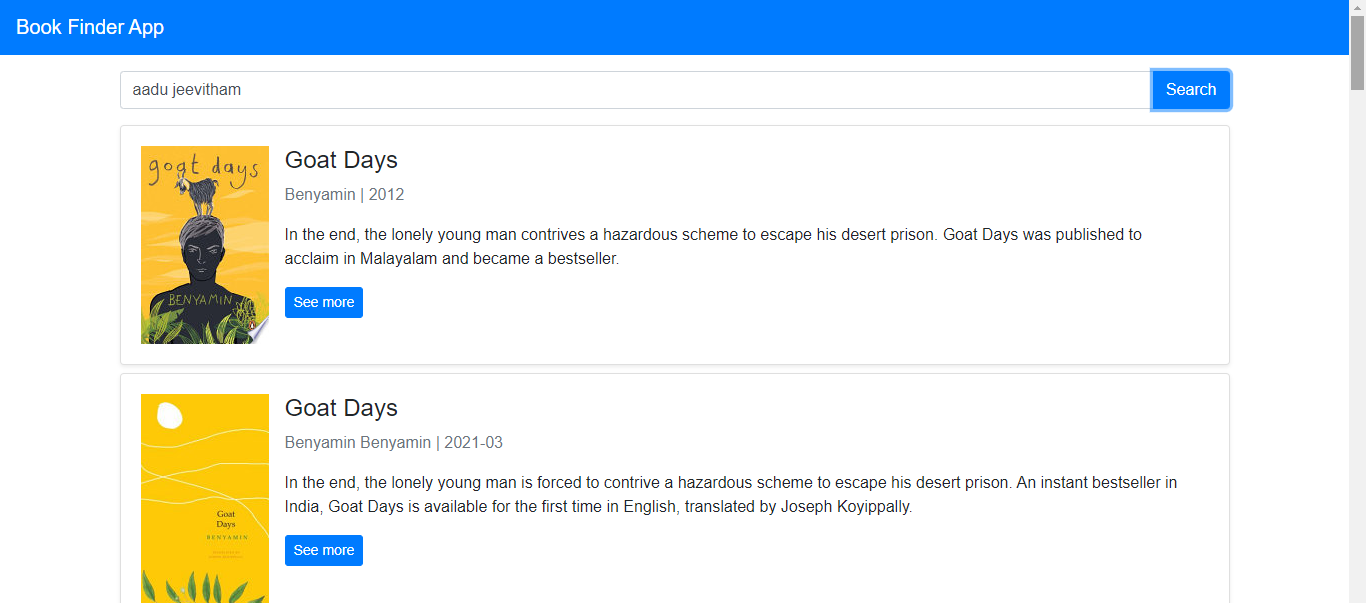 Book Finder App
aadu jeevitham
Search
goat days
BENYAMIN
Goat Days
Benyamin | 2012
In the end, the lonely young man contrives a hazardous scheme to escape his desert prison. Goat Days was published to
acclaim in Malayalam and became a bestseller.
See more
Goat
Days
BENYAMIN
Goat Days
Benyamin Benyamin | 2021-03
In the end, the lonely young man is forced to contrive a hazardous scheme to escape his desert prison. An instant bestseller in
India, Goat Days is available for the first time in English, translated by Joseph Koyippally.
See more